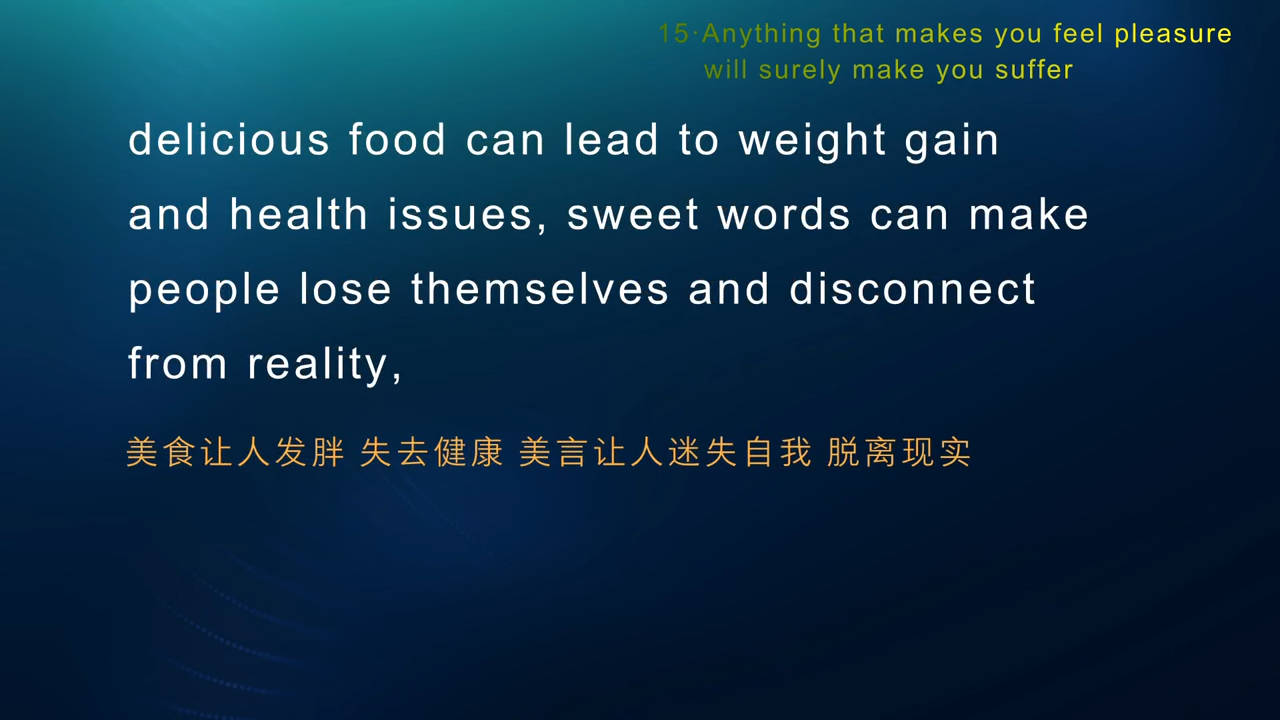 15·Anything that makes you feel pleasure
will surely make you suffer
delicious food can lead to weight gain
and health issues, sweet words can make
people lose themselves and disconnect
from reality,
美食让人发胖 失去健康 美言让人迷失自我 脱离现实